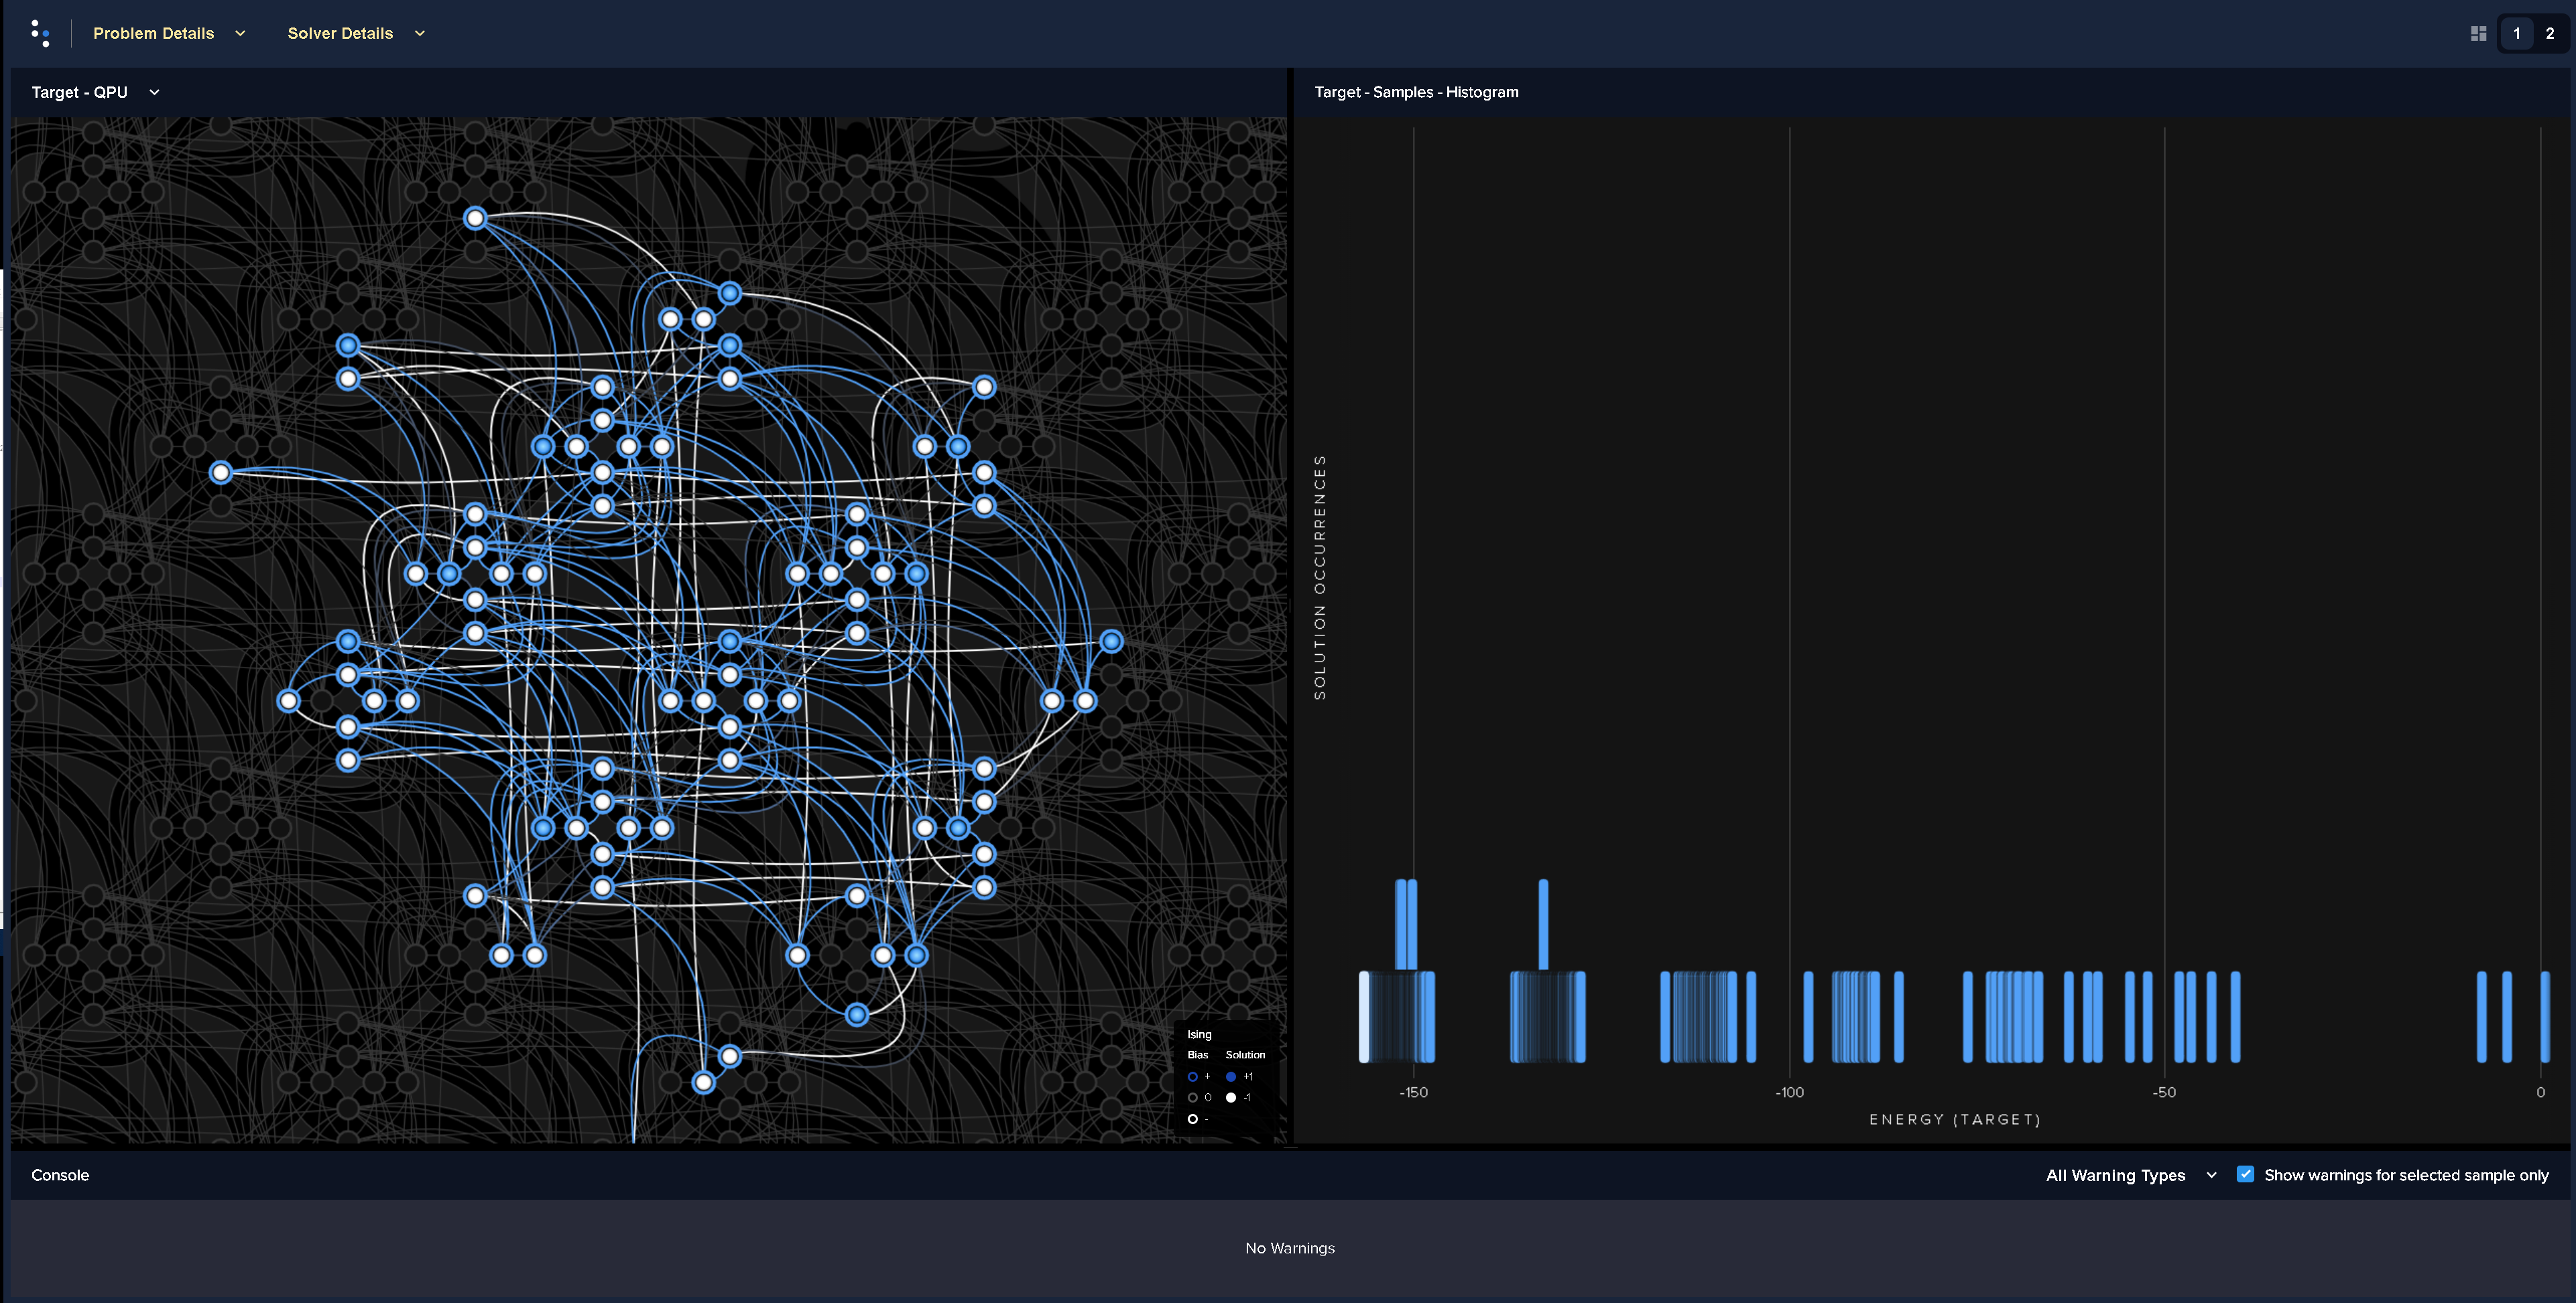 Problem Details
Solver Details
1
2
Target - QPU
Target - Samples - Histogram
Ising
Bias Solution
+ +1
0 -1
-
SOLUTION OCCURRENCES
-150
-100
-50
0
ENERGY (TARGET)
Console
All Warning Types
Show warnings for selected sample only
No Warnings